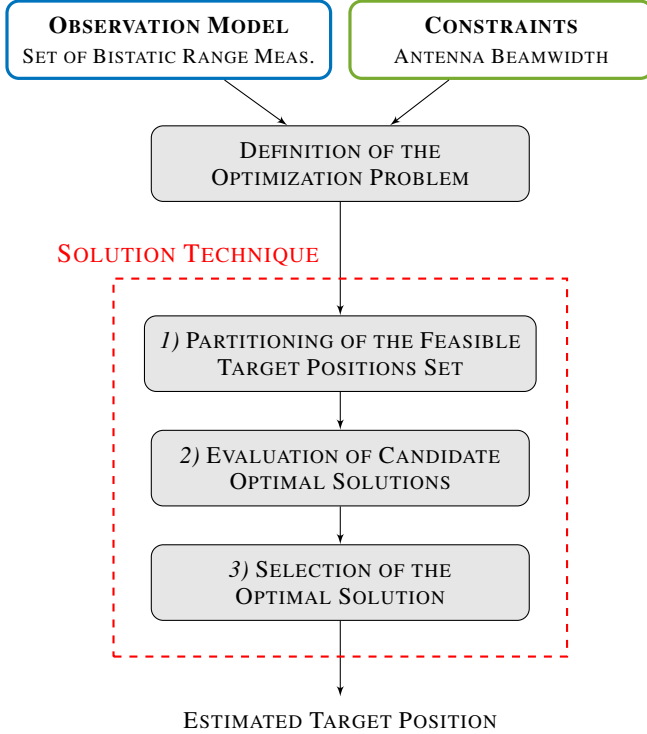 OBSERVATION MODEL
SET OF BISTATIC RANGE MEAS.
CONSTRAINTS
ANTENNA BEAMWIDTH
DEFINITION OF THE
OPTIMIZATION PROBLEM
SOLUTION TECHNIQUE
1) PARTITIONING OF THE FEASIBLE
TARGET POSITIONS SET
2) EVALUATION OF CANDIDATE
OPTIMAL SOLUTIONS
3) SELECTION OF THE
OPTIMAL SOLUTION
ESTIMATED TARGET POSITION